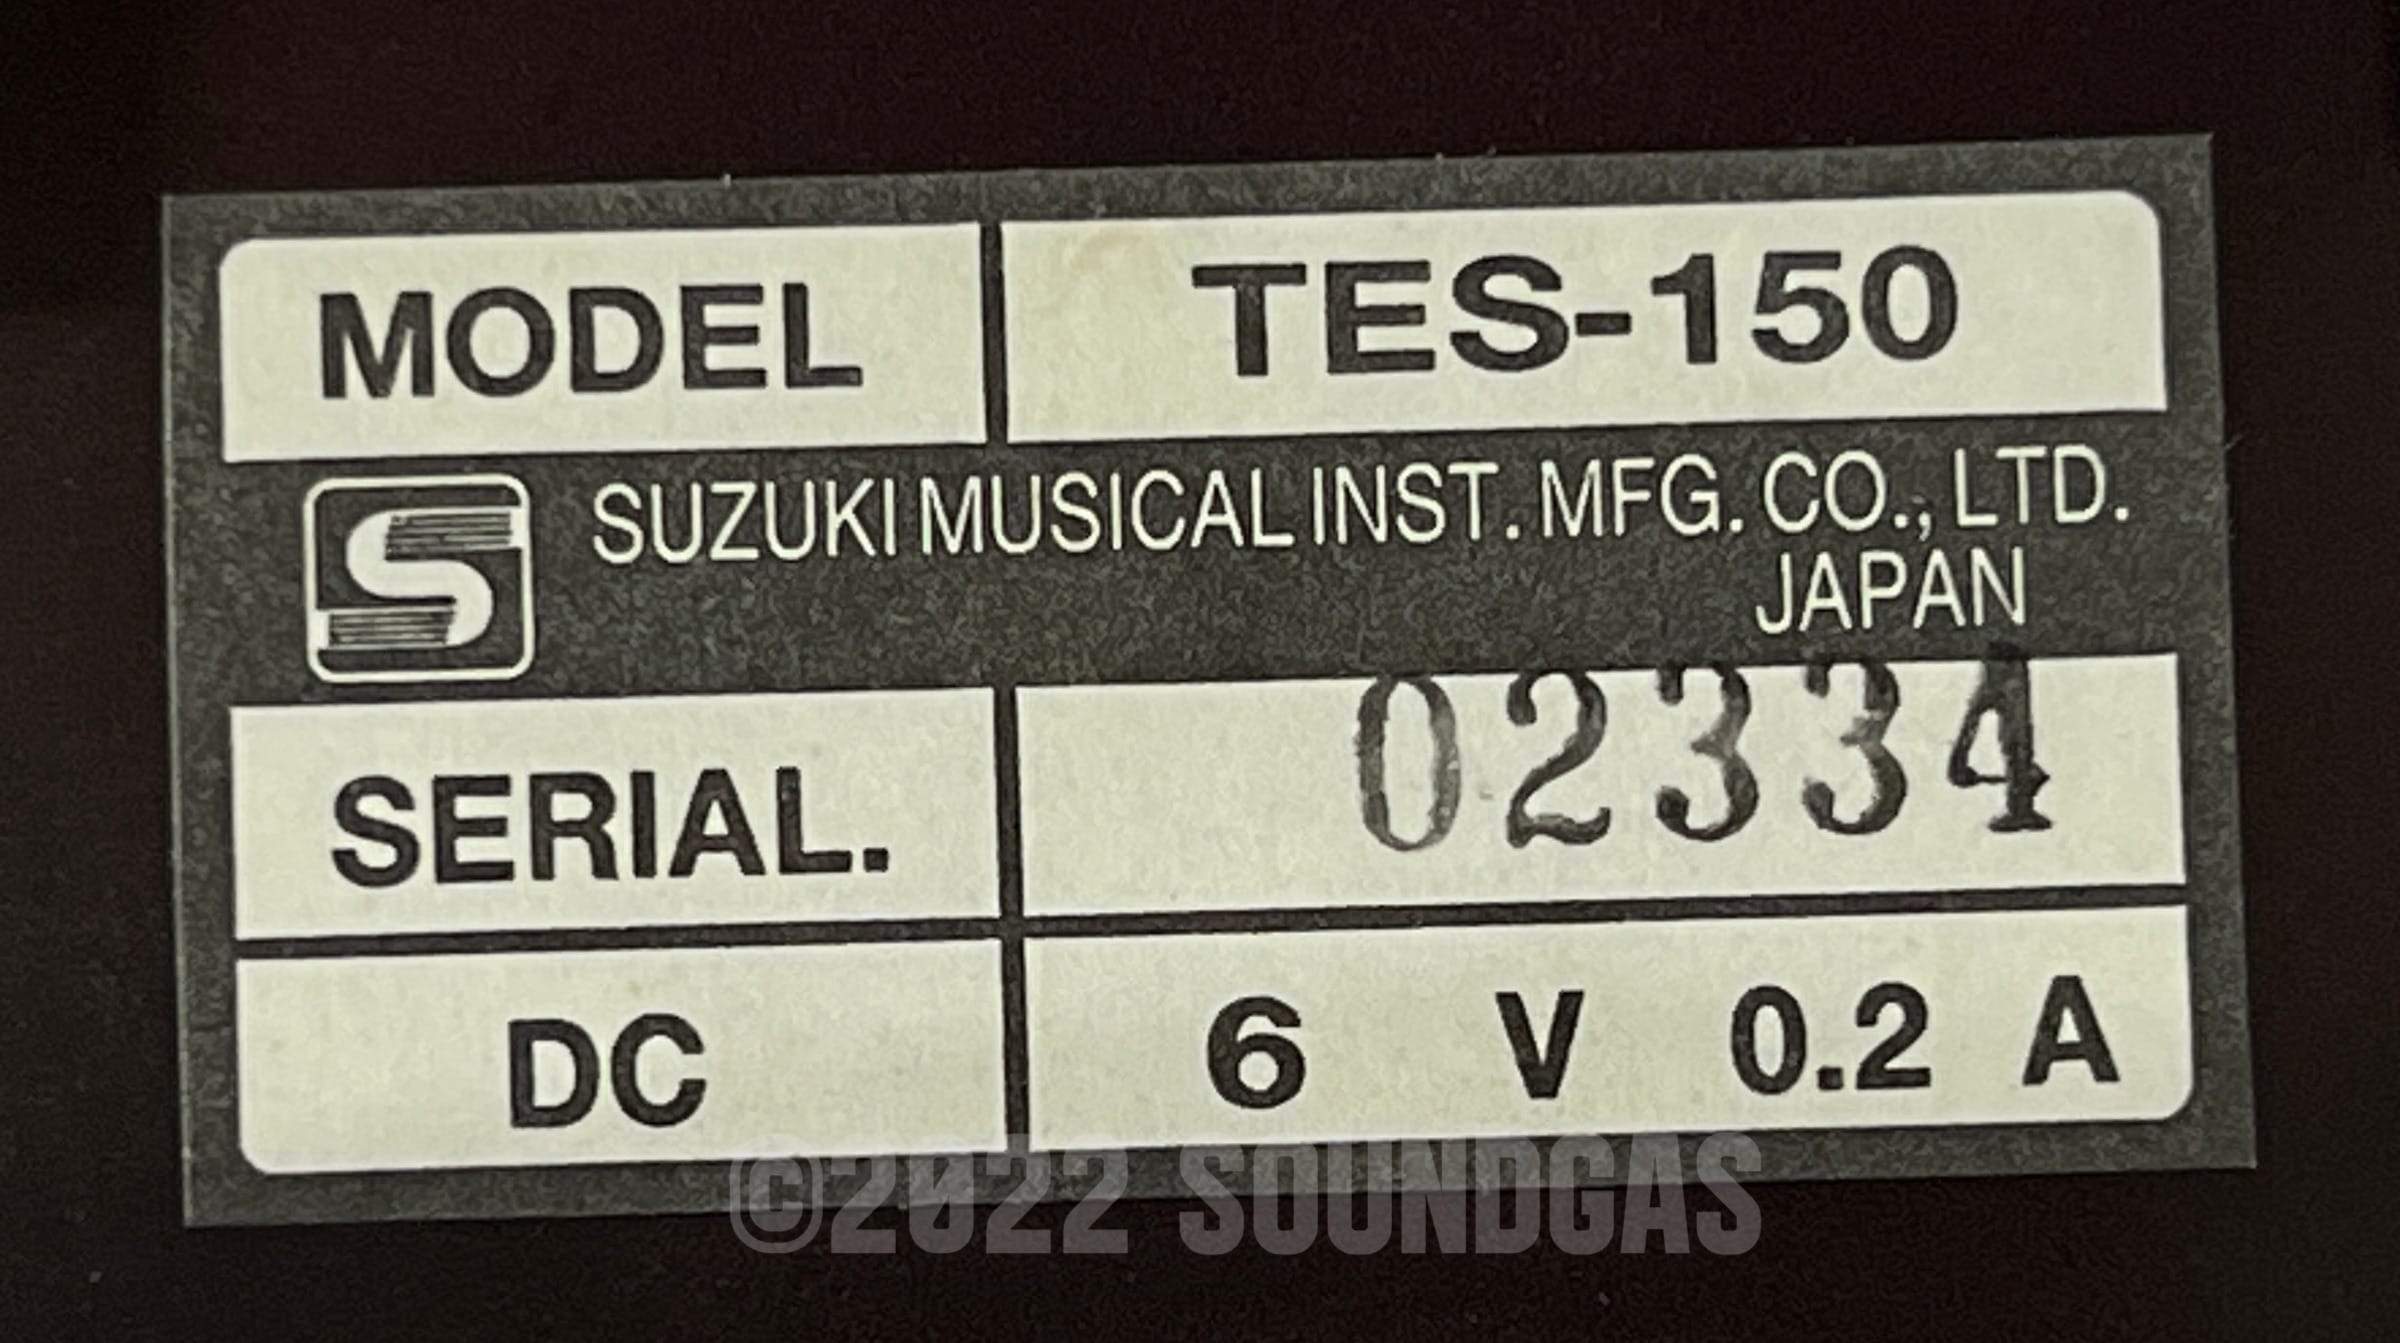 MODEL TES-150
S SUZUKI MUSICAL INST. MFG. CO., LTD.
JAPAN
SERIAL. 02334
DC 6 V 0.2 A
©2022 SOUNDGAS